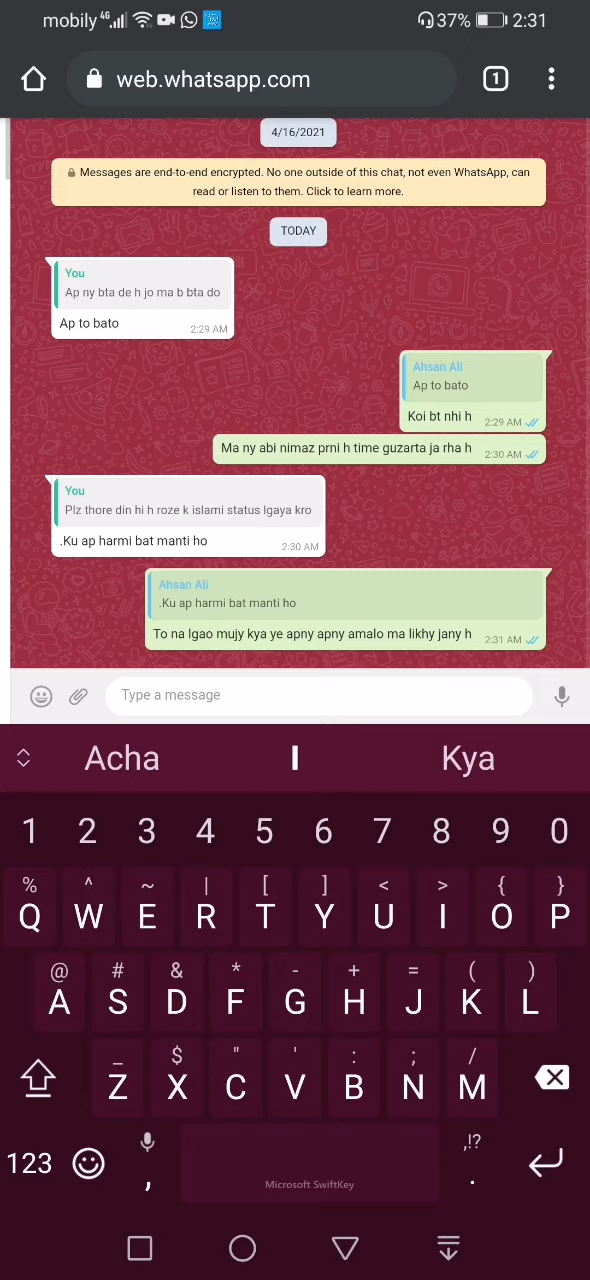 mobily 4G 37% 2:31
web.whatsapp.com 1
4/16/2021
Messages are end-to-end encrypted. No one outside of this chat, not even WhatsApp, can
read or listen to them. Click to learn more.
TODAY
You
Ap ny bta de h jo ma b bta do
Ap to bato 2:29 AM
Ahsan Ali
Ap to bato
Koi bt nhi h 2:29 AM
Ma ny abi nimaz prni h time guzarta ja rha h 2:30 AM
You
Plz thore din hi h roze k islami status lgaya kro
.Ku ap harmi bat manti ho 2:30 AM
Ahsan Ali
.Ku ap harmi bat manti ho
To na lgao mujy kya ye apny apny amalo ma likhy jany h 2:31 AM
Type a message
Acha I Kya
1 2 3 4 5 6 7 8 9 0
% ^ ~ | [ ] < > { }
Q W E R T Y U I O P
@ # & * - + = ( )
A S D F G H J K L
_ $ " ' : ; /
Z X C V B N M
,!?
123 , Microsoft SwiftKey .